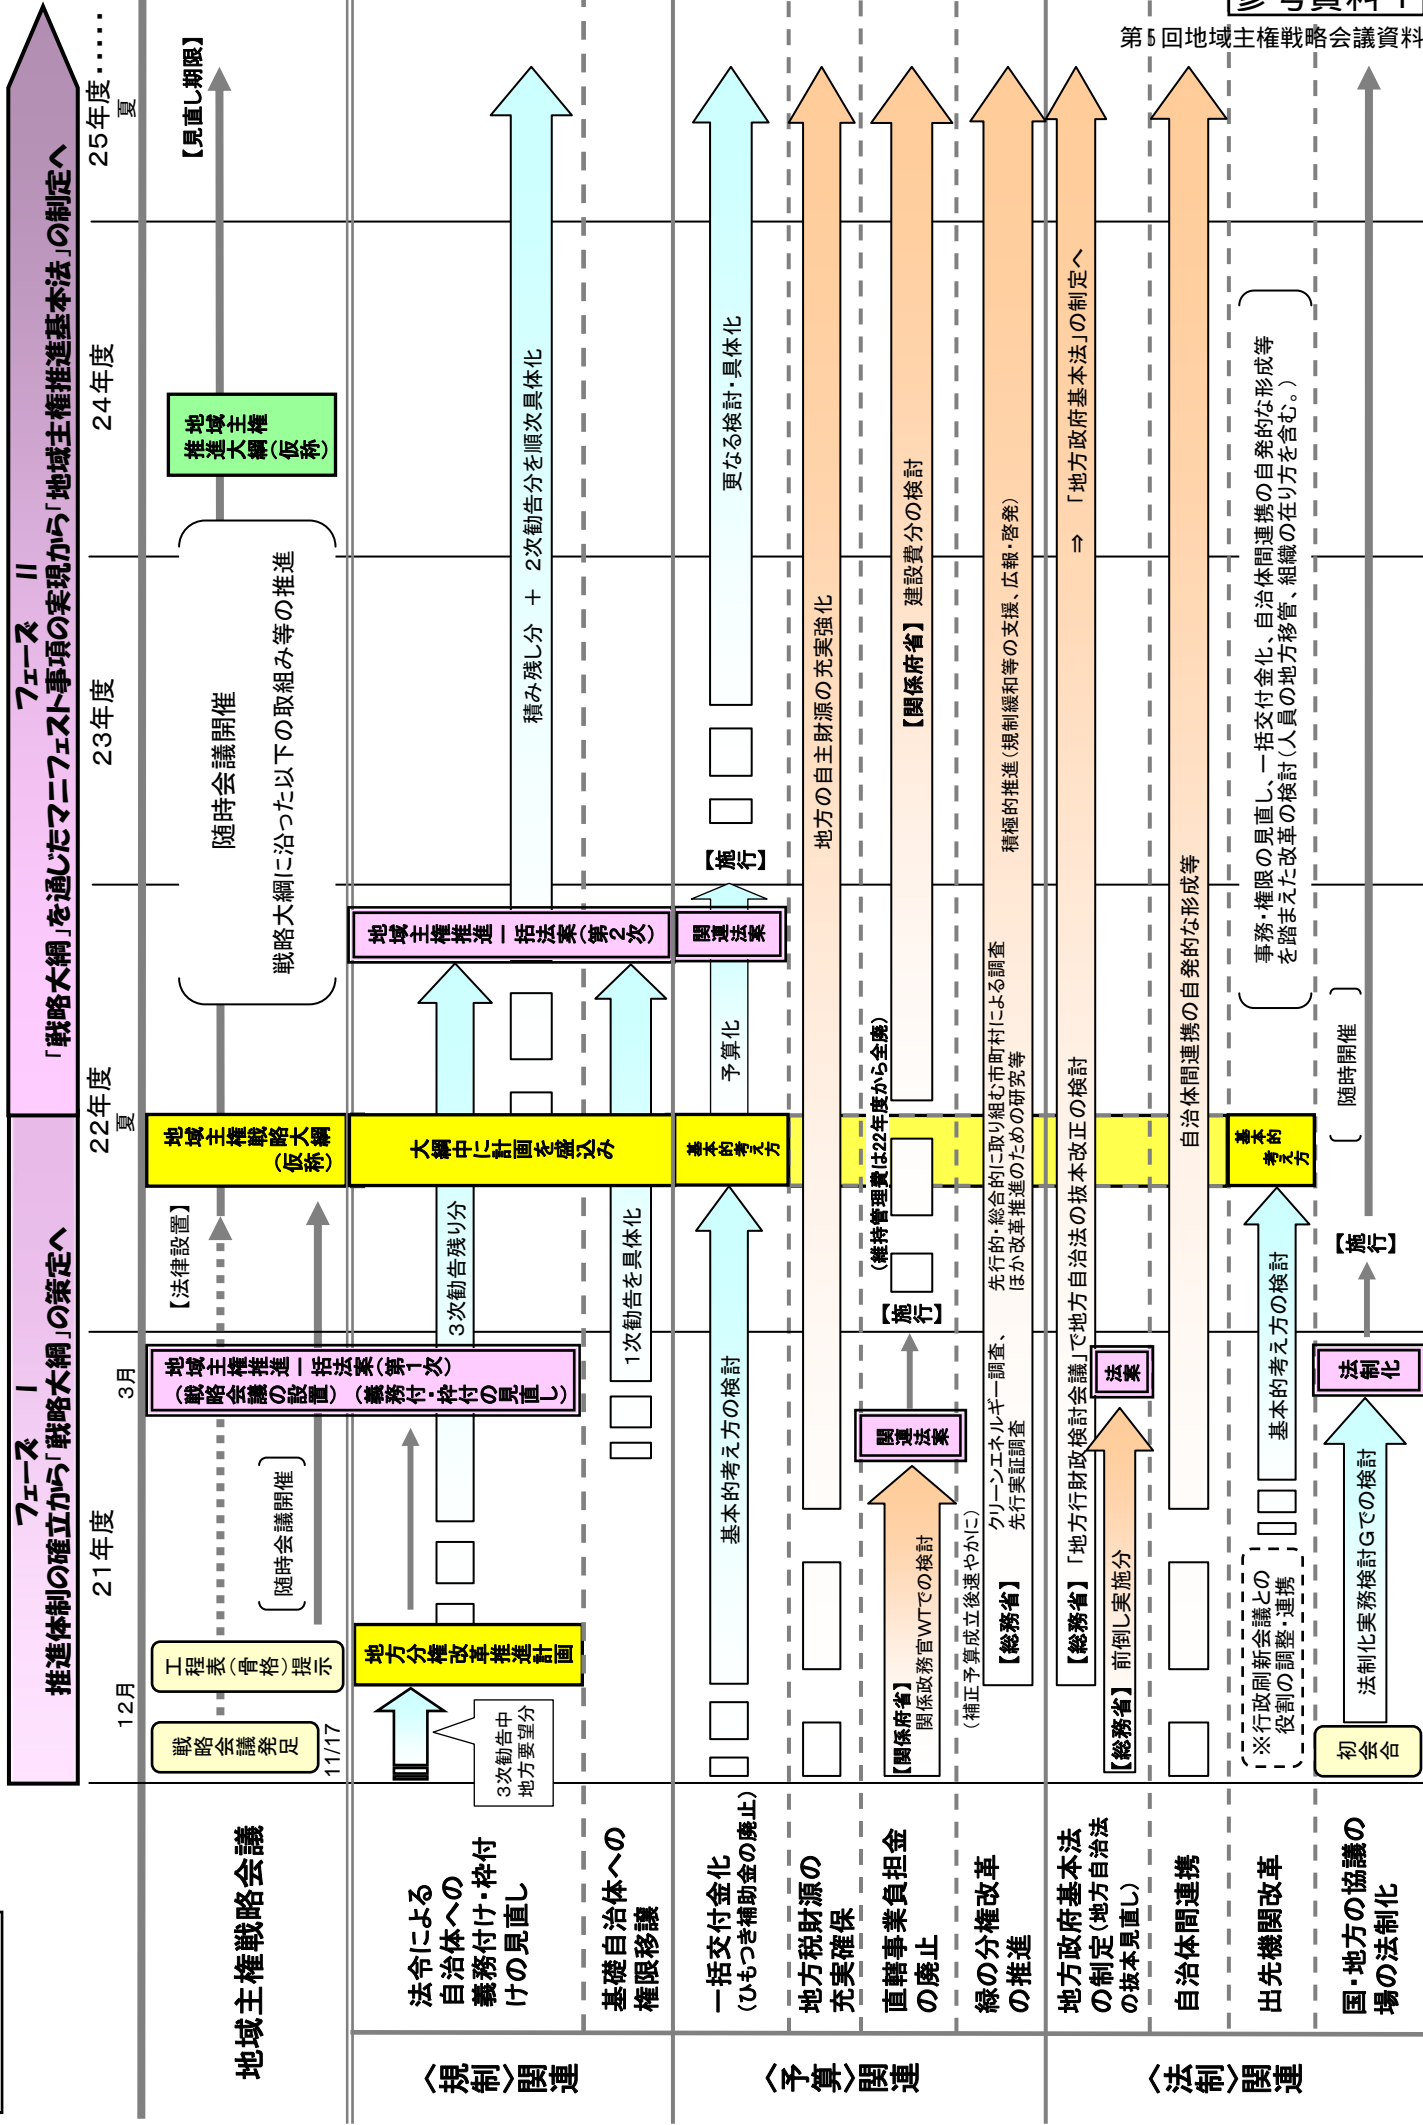 第5回地域主権戦略会議資料
フェーズ Ⅰ
推進体制の確立から「戦略大綱」の策定へ
フェーズ Ⅱ
「戦略大綱」を通じたマニフェスト事項の実現から「地域主権推進基本法」の制定へ
21年度
12月
3月
22年度
夏
23年度
24年度
25年度‥‥‥
夏
地域主権戦略会議
戦略会議発足
11/17
工程表(骨格)提示
[随時会議開催]
【法律設置】
地域主権戦略大綱
(仮称)
随時会議開催
戦略大綱に沿った以下の取組み等の推進
地域主権
推進大綱(仮称)
【見直し期限】
地域主権推進一括法案(第1次)
(戦略会議の設置) (義務付・枠付の見直し)
〈規制〉関連
法令による
自治体への
義務付け・枠付
けの見直し
3次勧告中
地方要望分
地方分権改革推進計画
3次勧告残り分
大綱中に計画を盛込み
地域主権推進一括法案(第2次)
積み残し分 + 2次勧告分を順次具体化
基礎自治体への
権限移譲
1次勧告を具体化
〈予算〉関連
一括交付金化
(ひもつき補助金の廃止)
基本的考え方の検討
基本的考え方
予算化
関連法案
【施行】
更なる検討・具体化
地方税財源の
充実確保
地方の自主財源の充実強化
直轄事業負担金
の廃止
【関係府省】
関係政務官WTでの検討
関連法案
【施行】
(維持管理費は22年度から全廃)
【関係府省】 建設費分の検討
緑の分権改革
の推進
(補正予算成立後速やかに)
【総務省】
クリーンエネルギー調査、
先行実証調査
先行的・総合的に取り組む市町村による調査
ほか改革推進のための研究等
積極的推進(規制緩和等の支援、広報・啓発)
〈法制〉関連
地方政府基本法
の制定(地方自治法
の抜本見直し)
【総務省】 「地方行財政検討会議」で地方自治法の抜本改正の検討
⇒ 「地方政府基本法」の制定へ
【総務省】 前倒し実施分
法案
自治体間連携
自治体間連携の自発的な形成等
出先機関改革
※行政刷新会議との
役割の調整・連携
基本的考え方の検討
基本的
考え方
事務・権限の見直し、一括交付金化、自治体間連携の自発的な形成等
を踏まえた改革の検討(人員の地方移管、組織の在り方を含む。)
国・地方の協議の
場の法制化
初会合
法制化実務検討Gでの検討
法制化
【施行】
[随時開催]